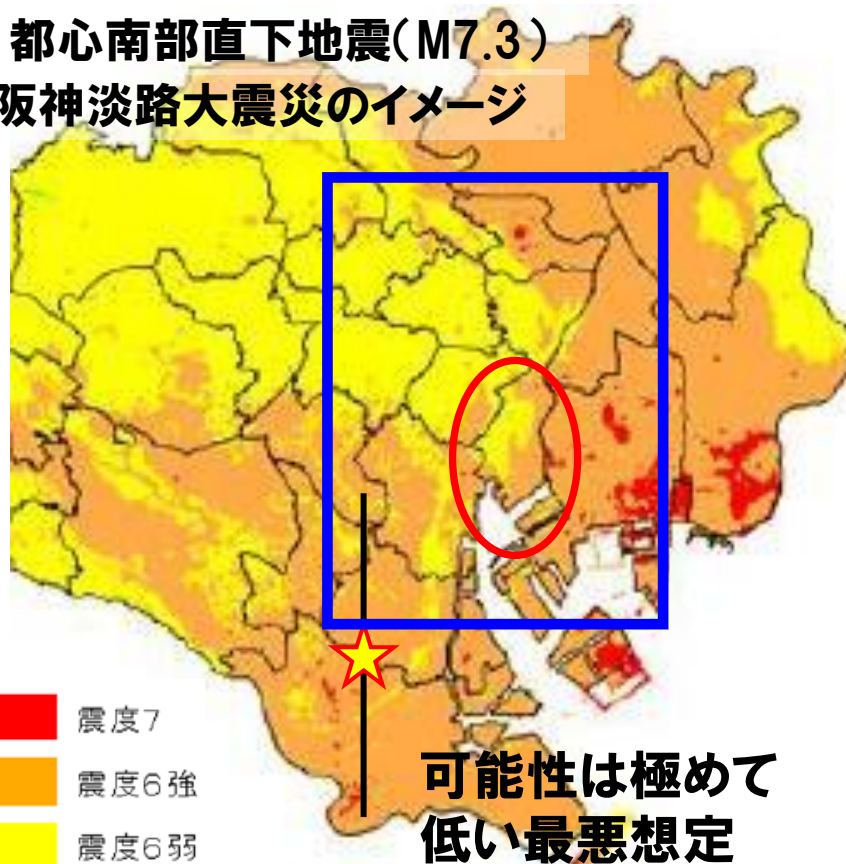 都心南部直下地震(M7.3)
阪神淡路大震災のイメージ
震度7
震度6強
震度6弱
可能性は極めて
低い最悪想定